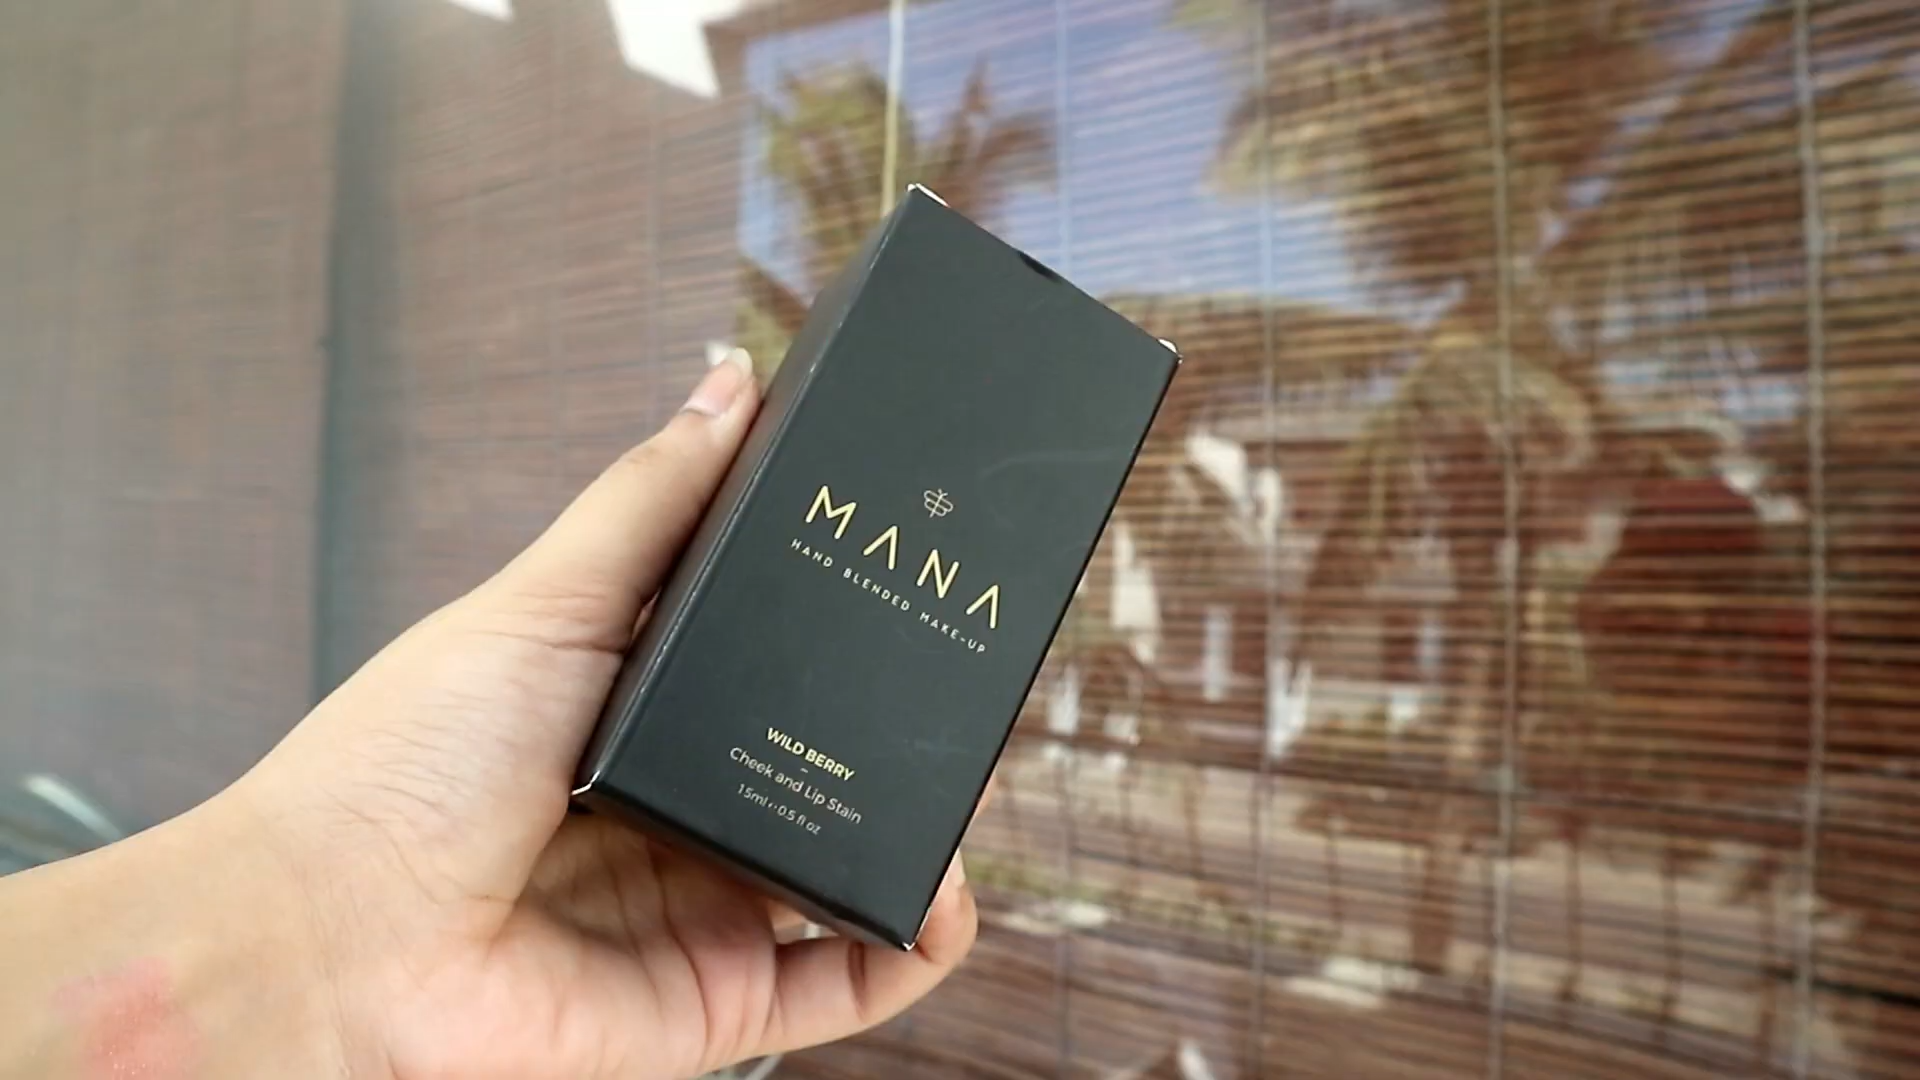 MANA
HAND BLENDED MAKE-UP
WILD BERRY
–
Cheek and Lip Stain
15ml • 0.5 fl oz